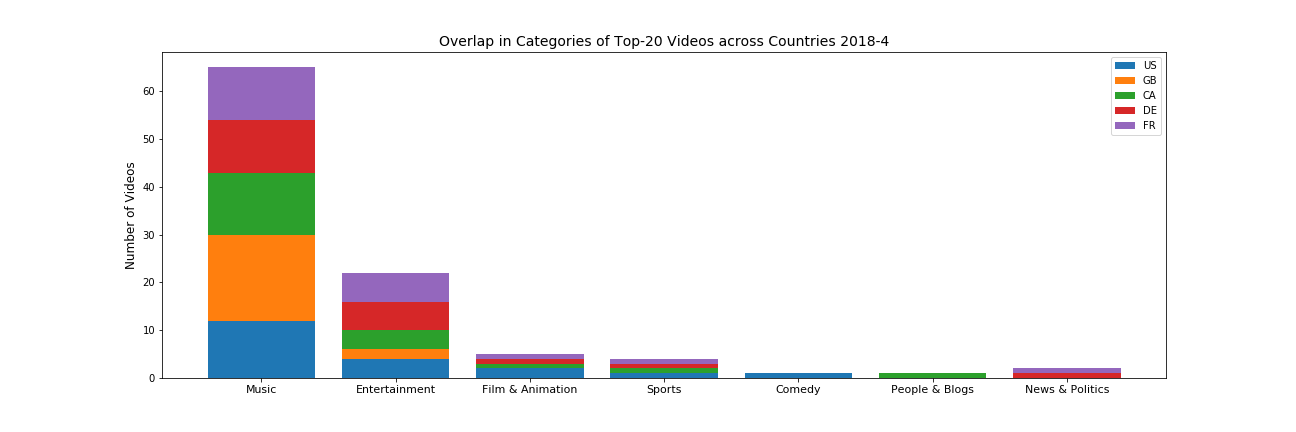 Overlap in Categories of Top-20 Videos across Countries 2018-4
US
GB
CA
DE
FR
Number of Videos
60
50
40
30
20
10
0
Music Entertainment Film & Animation Sports Comedy People & Blogs News & Politics